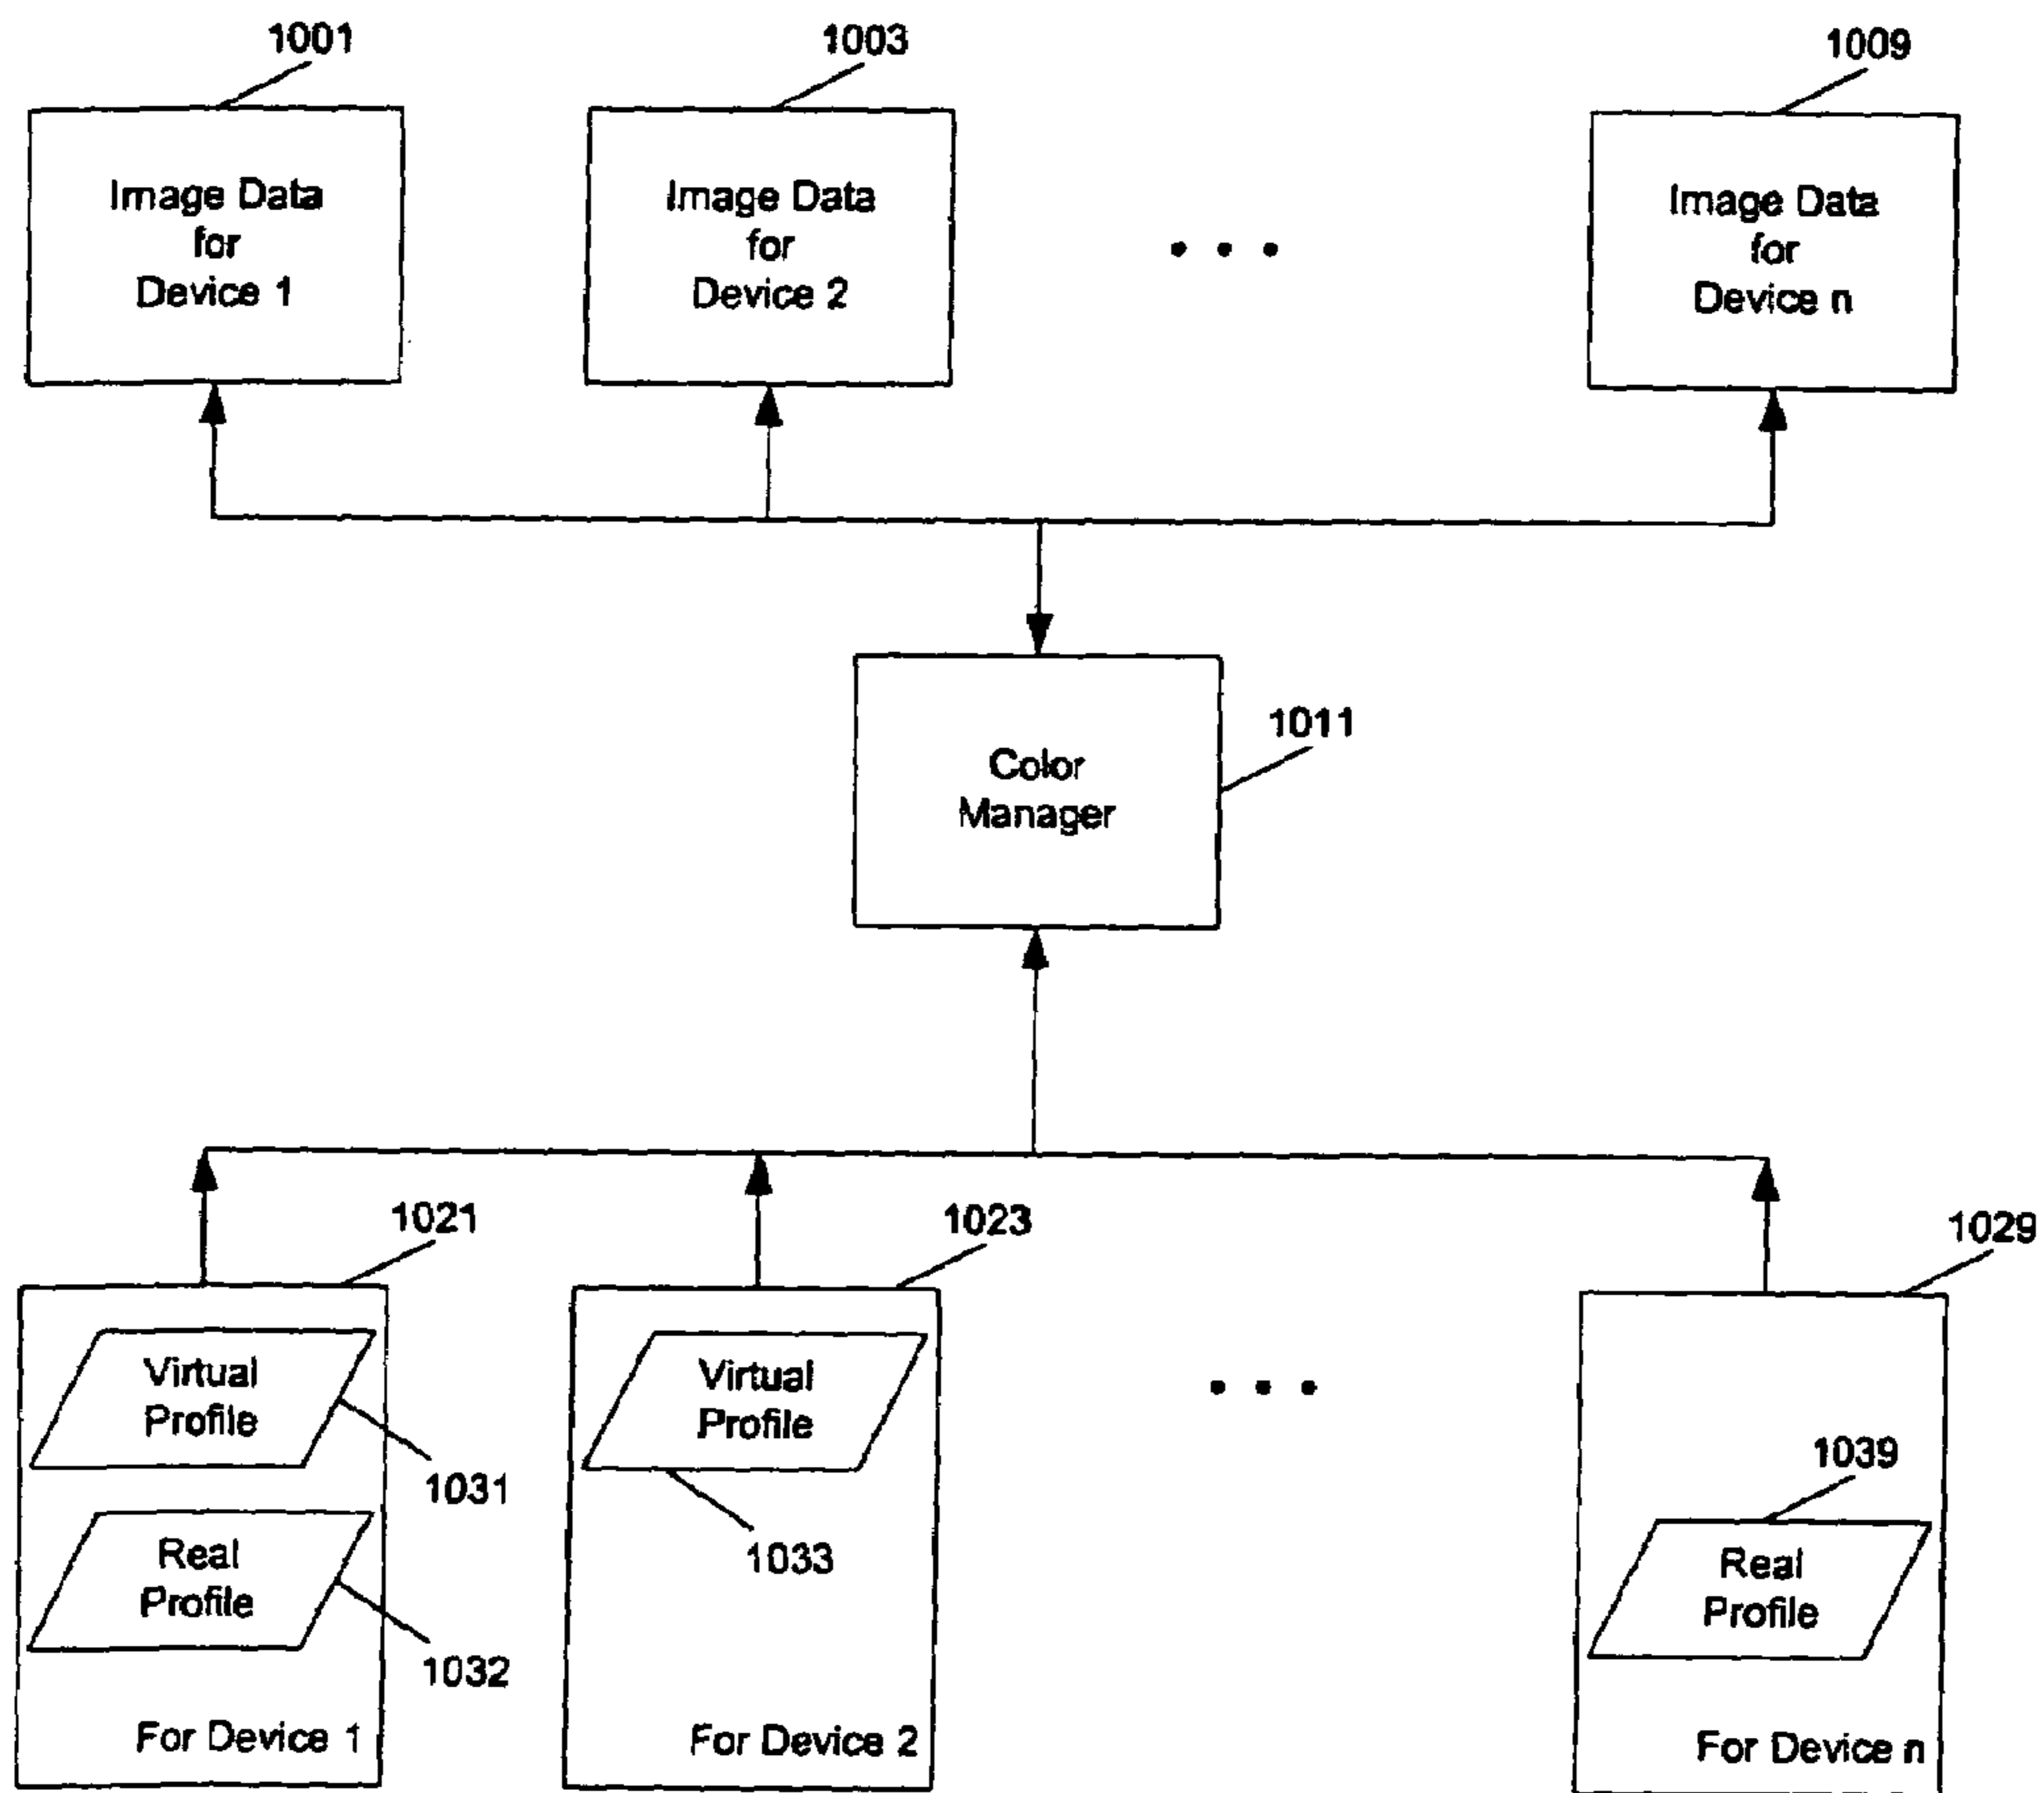 1001
1003
1009
Image Data
for
Device 1
Image Data
for
Device 2
Image Data
for
Device n
1011
Color
Manager
1021
1023
1029
Virtual
Profile
1031
Real
Profile
1032
For Device 1
Virtual
Profile
1033
For Device 2
1039
Real
Profile
For Device n